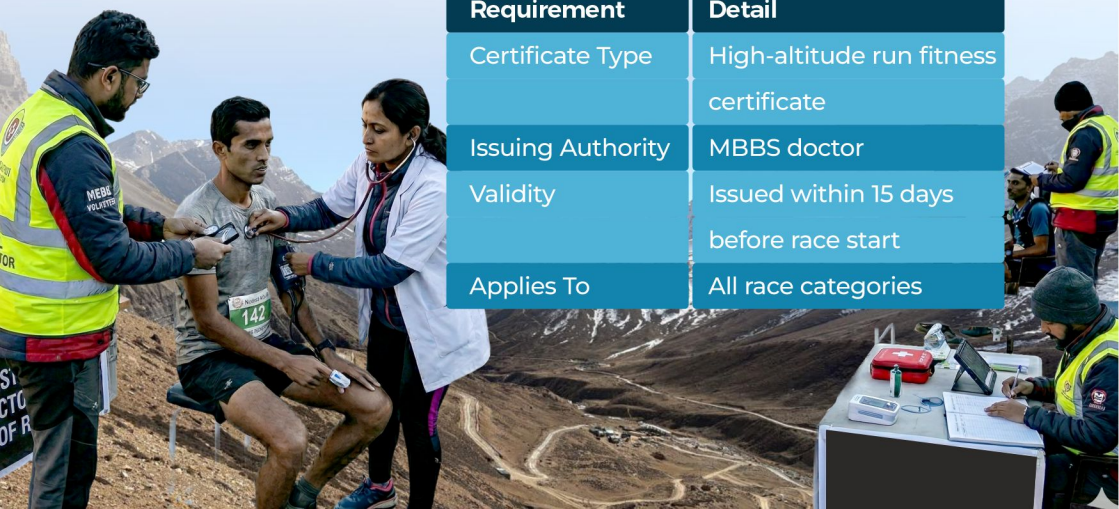 Requirement Detail
Certificate Type High-altitude run fitness
certificate
Issuing Authority MBBS doctor
Validity Issued within 15 days
before race start
Applies To All race categories
142